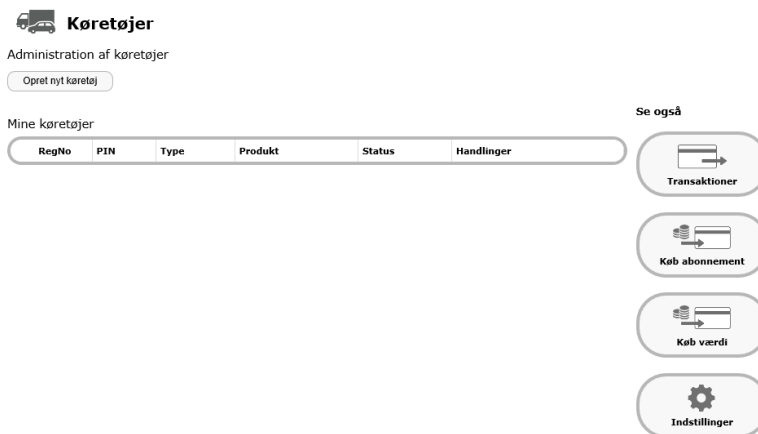 Køretøjer
Administration af køretøjer
Opret nyt køretøj
Mine køretøjer
RegNo PIN Type Produkt Status Handlinger
Se også
Transaktioner
Køb abonnement
Køb værdi
Indstillinger